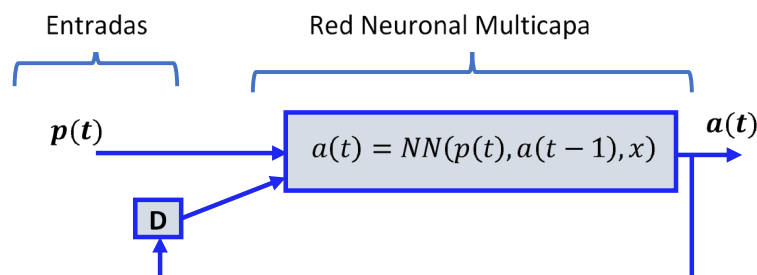 Entradas
Red Neuronal Multicapa
p(t)
a(t) = NN(p(t), a(t − 1), x)
a(t)
D